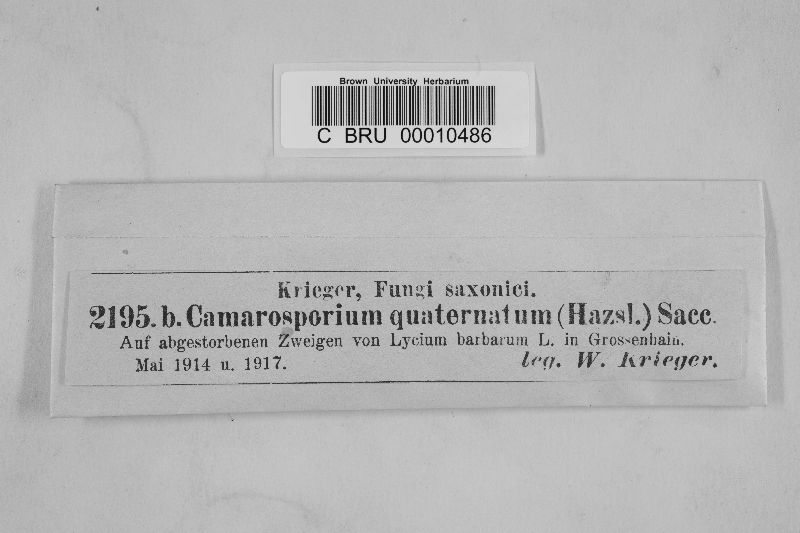 Brown University Herbarium
C BRU 00010486
Krieger, Fungi saxonici.
2195. b. Camarosporium quaternatum (Hazsl.) Sacc.
Auf abgestorbenen Zweigen von Lycium barbarum L. in Grossenhain.
Mai 1914 u. 1917. leg. W. Krieger.